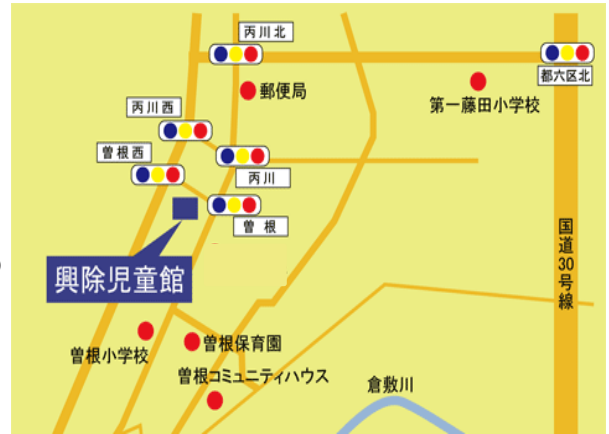 丙川北
都六区北
郵便局
第一藤田小学校
丙川西
曽根西
丙川
曽根
国道30号線
興除児童館
曽根小学校
曽根保育園
曽根コミュニティハウス
倉敷川